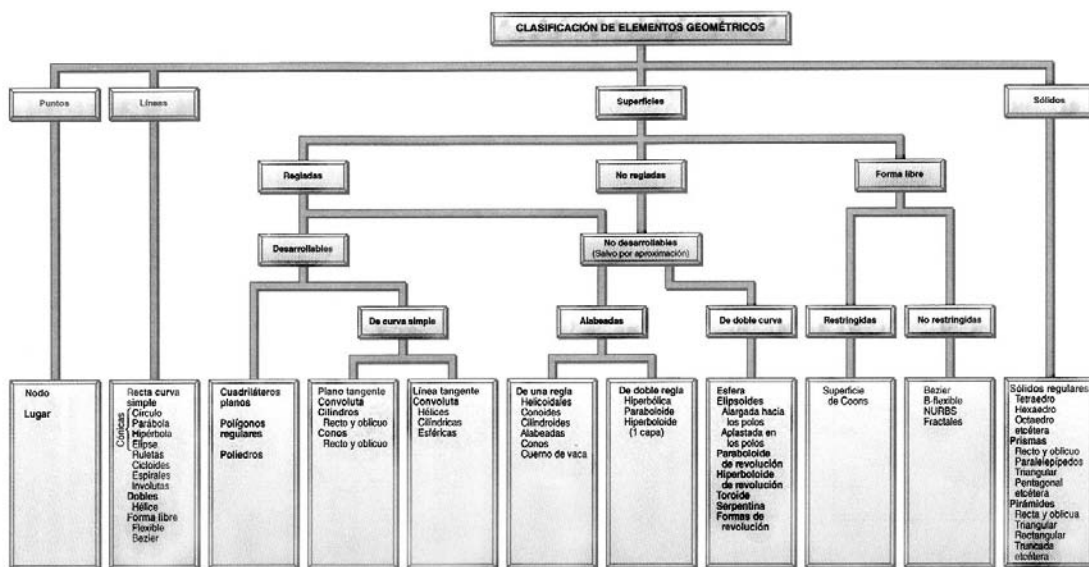 CLASIFICACIÓN DE ELEMENTOS GEOMÉTRICOS
Puntos
Líneas
Superficies
Sólidos
Regladas
No regladas
Forma libre
Desarrollables
No desarrollables
(Salvo por aproximación)
De curva simple
Alabeadas
De doble curva
Restringidas
No restringidas
Nodo
Lugar
Recta curva
simple
Cónicas
Círculo
Parábola
Hipérbola
Elipse
Ruletas
Cicloides
Espirales
Involutas
Dobles
Hélice
Forma libre
Flexible
Bezier
Cuadriláteros
planos
Polígonos
regulares
Poliedros
Plano tangente
Convoluta
Cilindros
Recto y oblicuo
Conos
Recto y oblicuo
Línea tangente
Convoluta
Hélices
Cilíndricas
Esféricas
De una regla
Helicoidales
Conoides
Cilindroides
Alabeadas
Conos
Cuerno de vaca
De doble regla
Hiperbólica
Paraboloide
Hiperboloide
(1 capa)
Esfera
Elipsoides
Alargada hacia
los polos
Aplastada en
los polos
Paraboloide
de revolución
Hiperboloide
de revolución
Toroide
Serpentina
Formas de
revolución
Superficie
de Coons
Bezier
B-flexible
NURBS
Fractales
Sólidos regulares
Tetraedro
Hexaedro
Octaedro
etcétera
Prismas
Recto y oblicuo
Paralelepípedos
Triangular
Pentagonal
etcétera
Pirámides
Recta y oblicua
Triangular
Rectangular
Truncada
etcétera